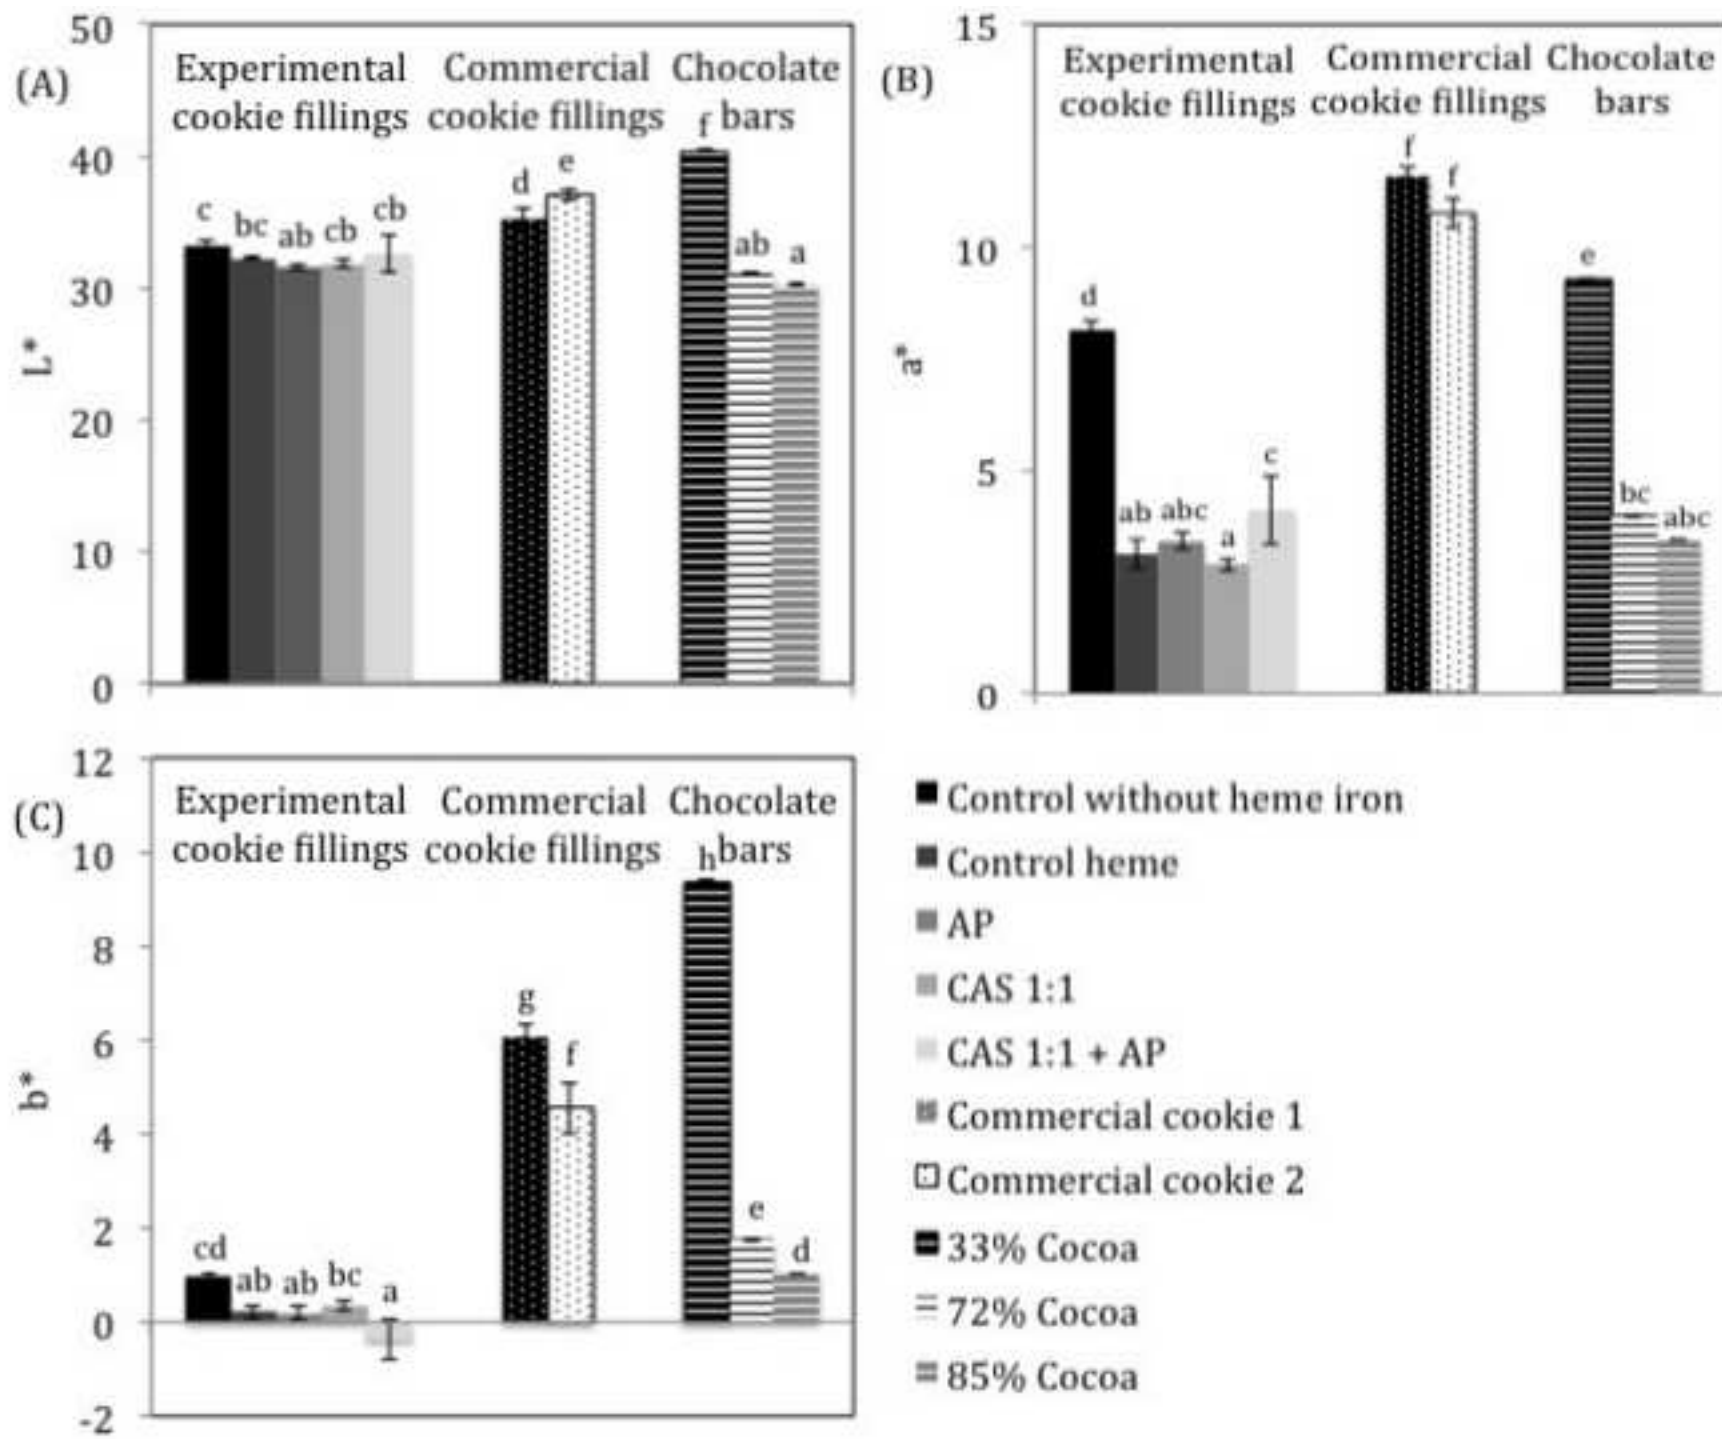 (A)
50
40
30
20
10
0
L*
Experimental Commercial Chocolate
cookie fillings cookie fillings bars
c bc ab cb cb d e f ab a
(B)
15
10
5
0
a*
Experimental Commercial Chocolate
cookie fillings cookie fillings bars
d ab abc a c f f e bc abc
(C)
12
10
8
6
4
2
0
-2
b*
Experimental Commercial Chocolate
cookie fillings cookie fillings bars
cd ab ab bc a g f h e d
Control without heme iron
Control heme
AP
CAS 1:1
CAS 1:1 + AP
Commercial cookie 1
Commercial cookie 2
33% Cocoa
72% Cocoa
85% Cocoa